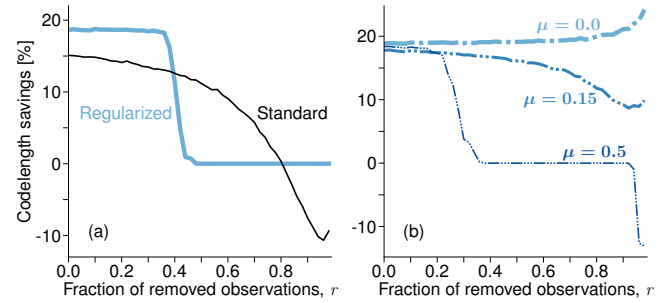 Codelength savings [%]
20
10
0
-10
Regularized
Standard
(a)
0.0 0.2 0.4 0.6 0.8
Fraction of removed observations, r
20
10
0
-10
μ = 0.0
μ = 0.15
μ = 0.5
(b)
0.0 0.2 0.4 0.6 0.8
Fraction of removed observations, r